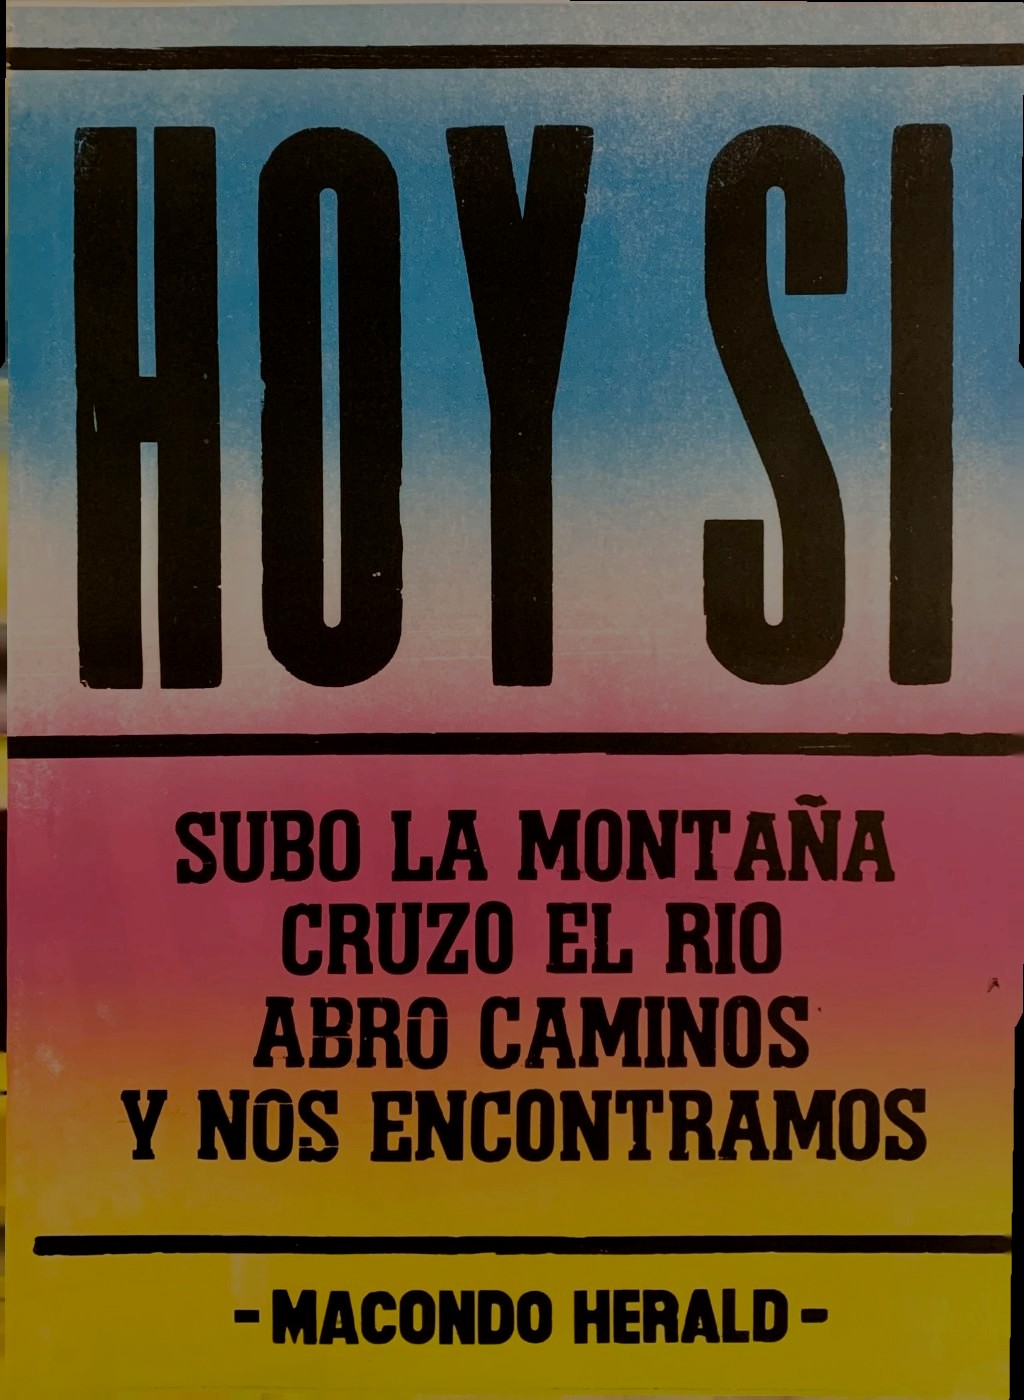 HOY SI
SUBO LA MONTAÑA
CRUZO EL RIO
ABRO CAMINOS
Y NOS ENCONTRAMOS
-MACONDO HERALD-